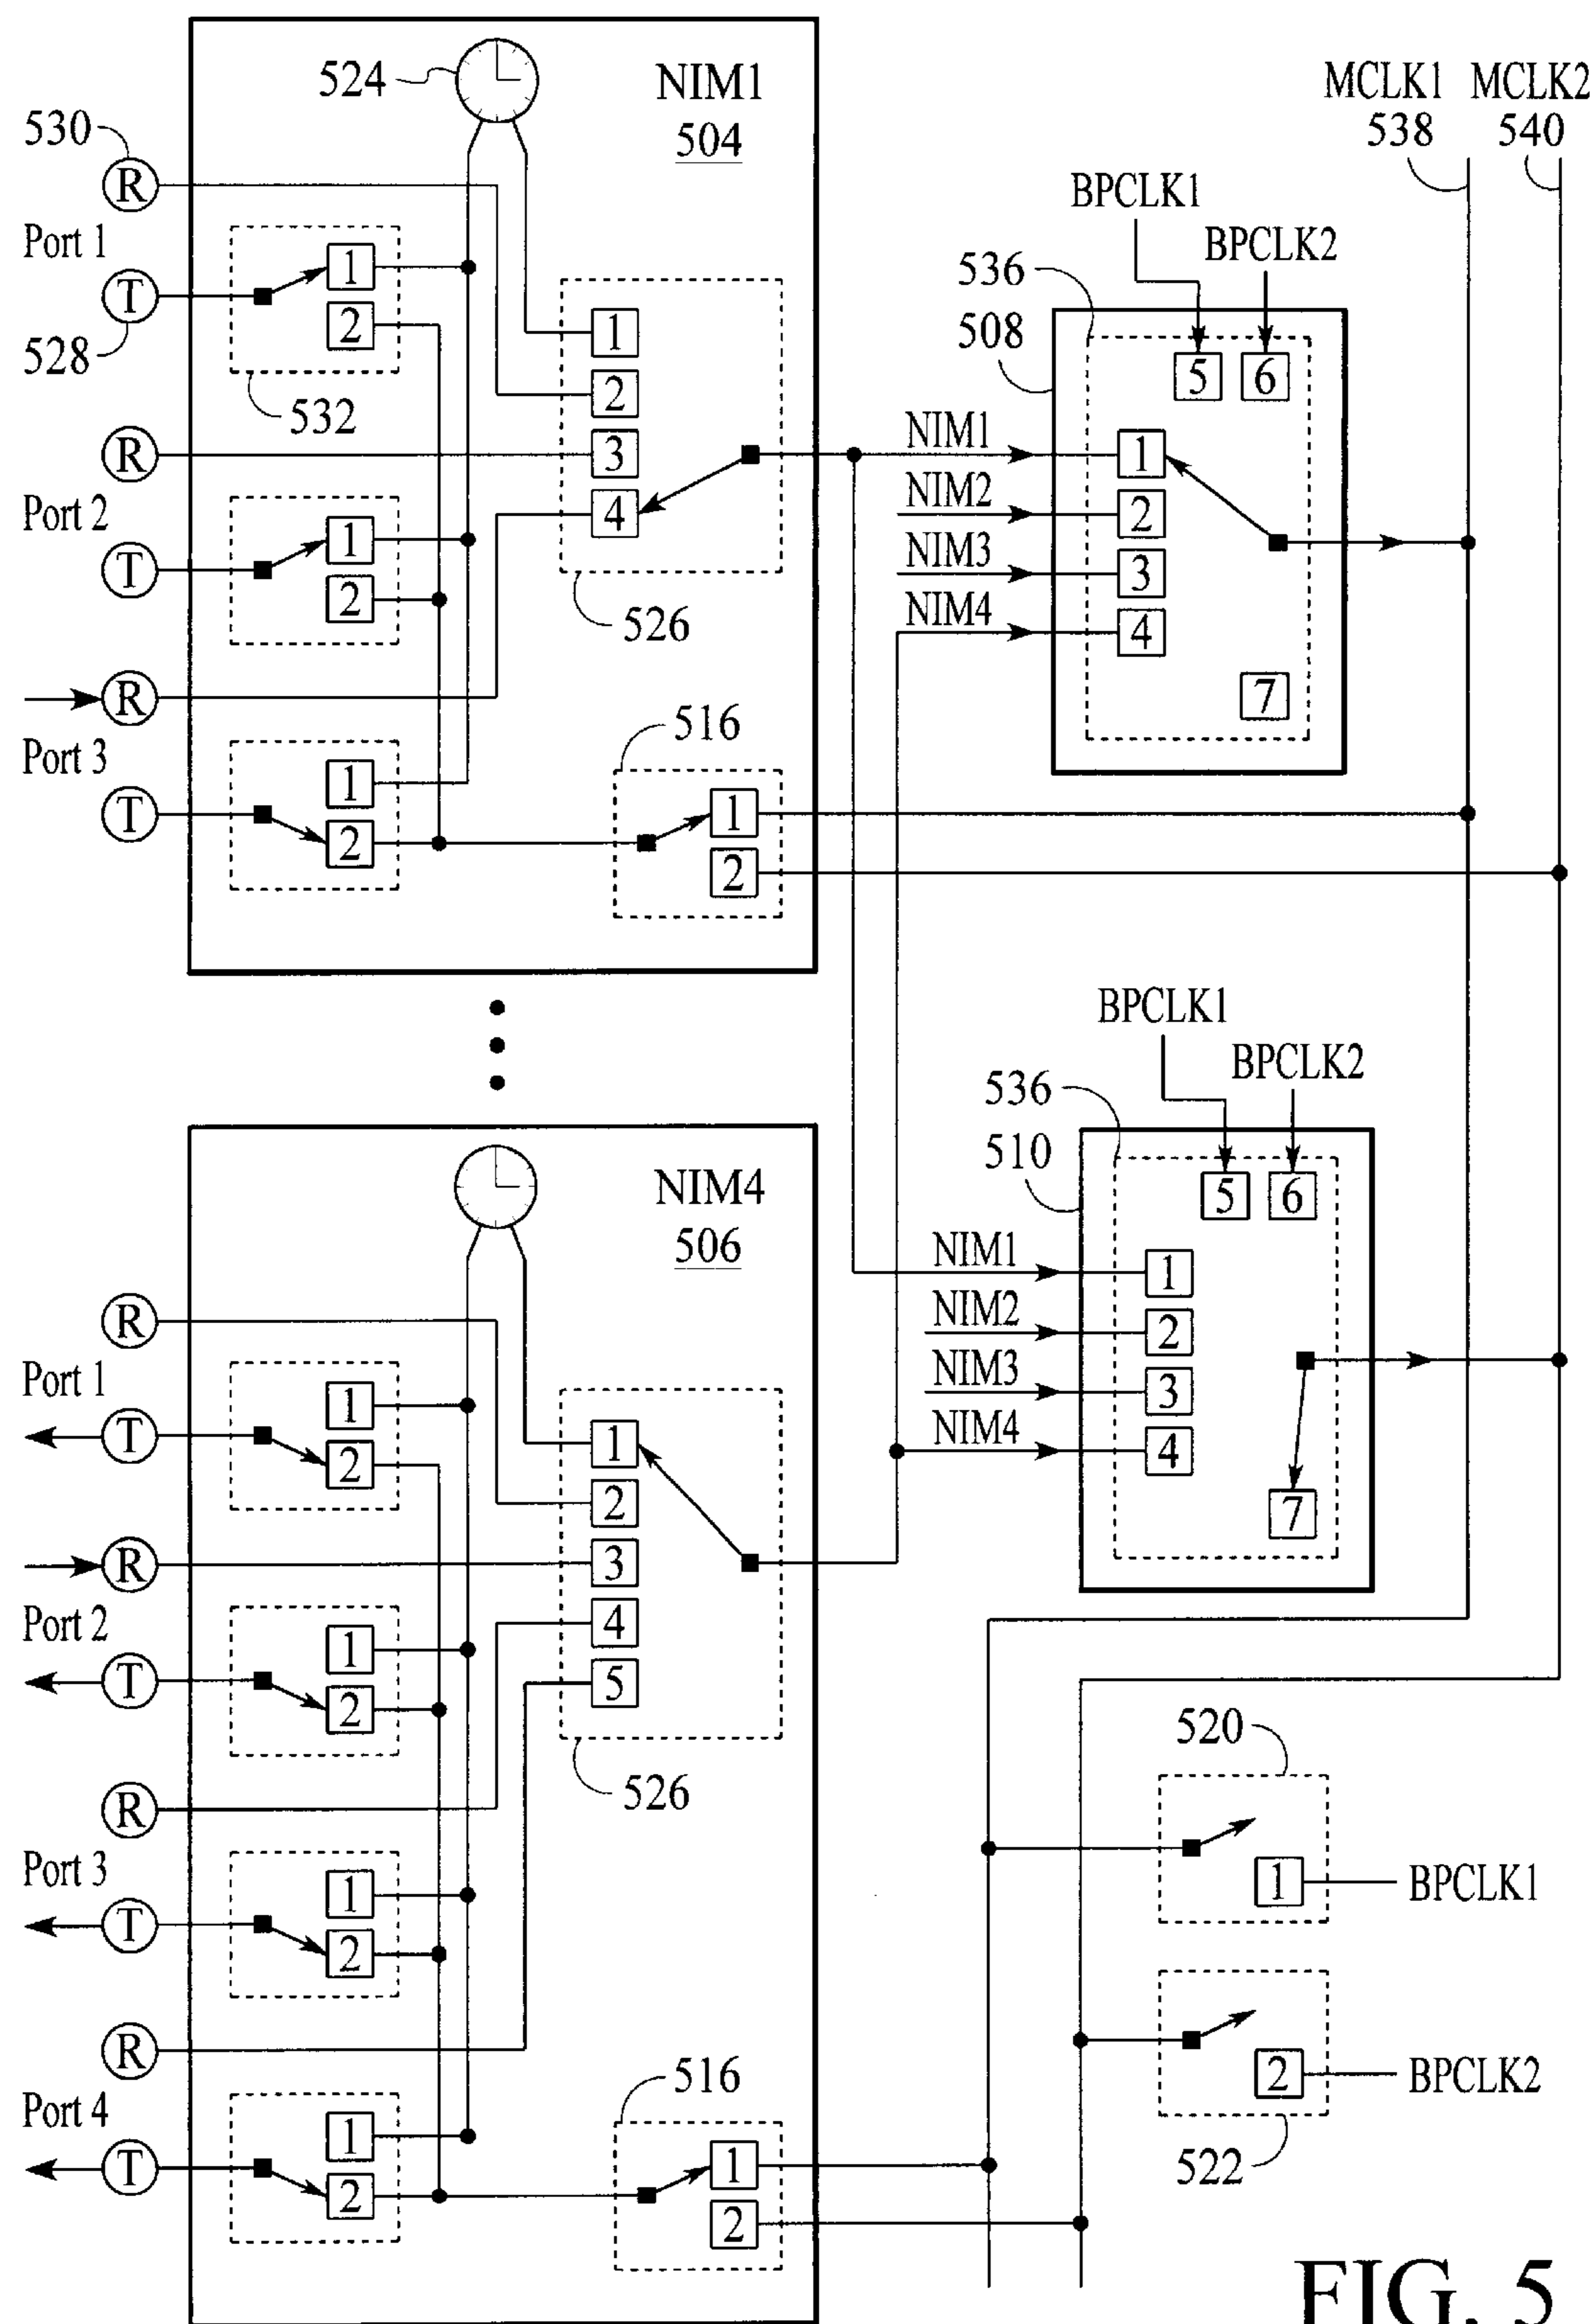 524
NIM1
504
MCLK1 MCLK2
538 540
530
R
Port 1
T
528
1
2
532
1
2
3
4
526
R
Port 2
T
1
2
R
Port 3
T
1
2
516
1
2
BPCLK1
BPCLK2
536
508
5 6
NIM1
1
NIM2
2
NIM3
3
NIM4
4
7
BPCLK1
BPCLK2
536
510
5 6
NIM1
1
NIM2
2
NIM3
3
NIM4
4
7
NIM4
506
R
Port 1
T
1
2
1
2
3
4
5
526
R
Port 2
T
1
2
R
Port 3
T
1
2
R
Port 4
T
1
2
516
1
2
520
1
BPCLK1
2
BPCLK2
522
FIG. 5